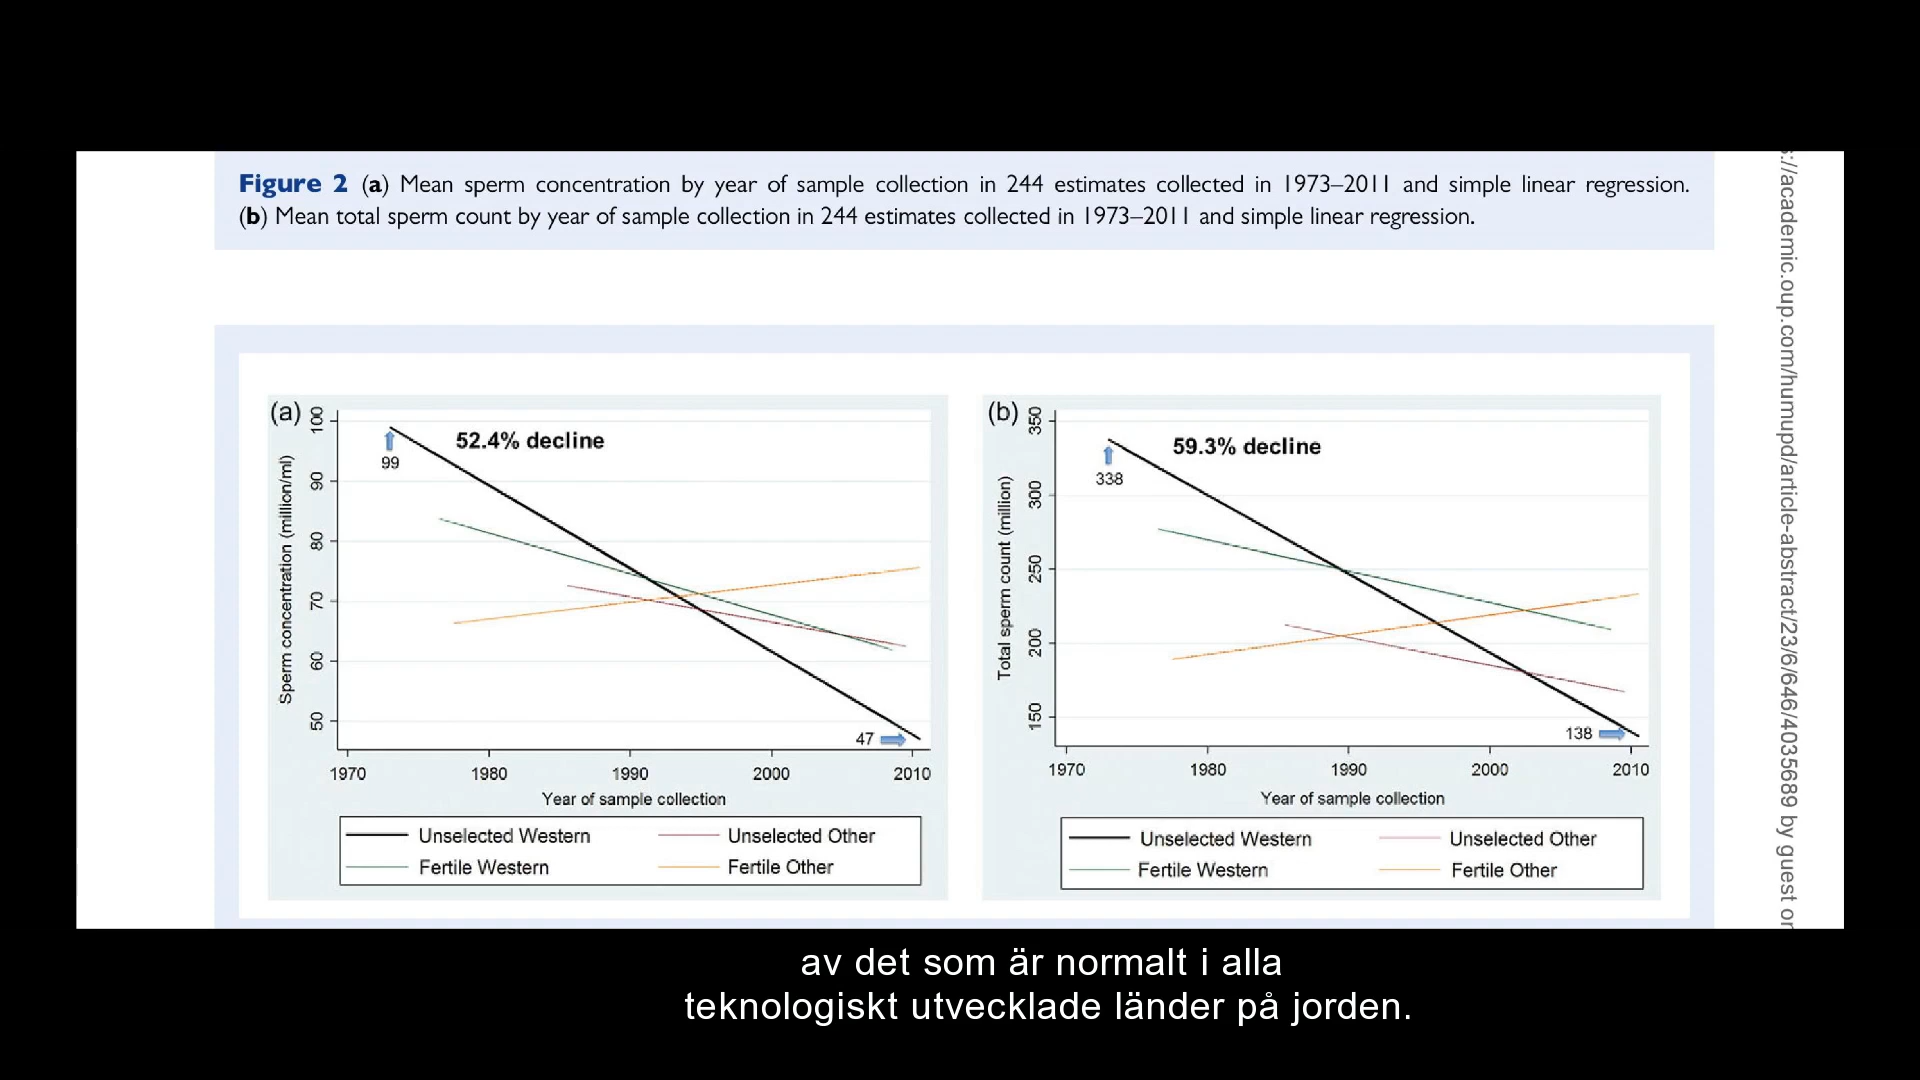 Figure 2 (a) Mean sperm concentration by year of sample collection in 244 estimates collected in 1973–2011 and simple linear regression.
(b) Mean total sperm count by year of sample collection in 244 estimates collected in 1973–2011 and simple linear regression.
(a)
52.4% decline
99
47
Sperm concentration (million/ml)
100
90
80
70
60
50
1970 1980 1990 2000 2010
Year of sample collection
Unselected Western Unselected Other
Fertile Western Fertile Other
(b)
59.3% decline
338
138
Total sperm count (million)
350
300
250
200
150
1970 1980 1990 2000 2010
Year of sample collection
Unselected Western Unselected Other
Fertile Western Fertile Other
s://academic.oup.com/humupd/article-abstract/23/6/646/4035689 by guest on
av det som är normalt i alla
teknologiskt utvecklade länder på jorden.